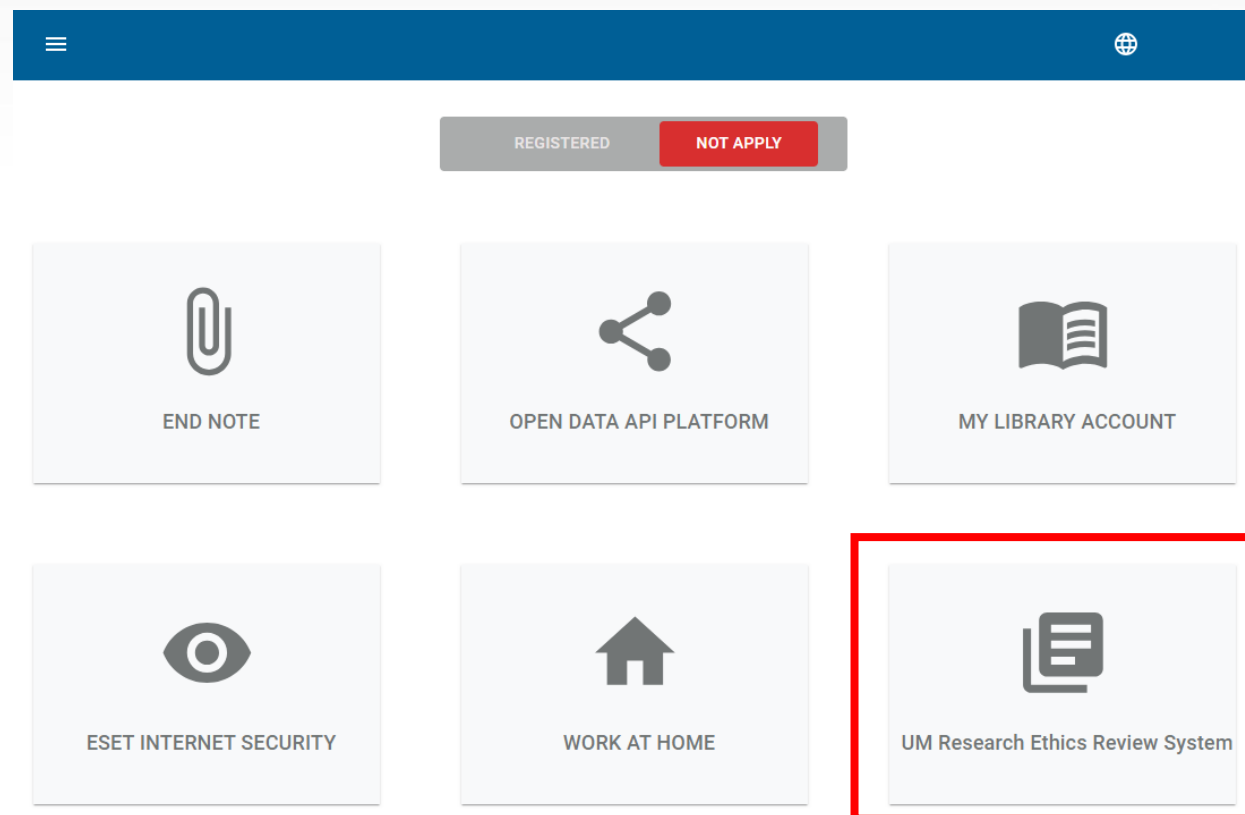 REGISTERED NOT APPLY
END NOTE
OPEN DATA API PLATFORM
MY LIBRARY ACCOUNT
ESET INTERNET SECURITY
WORK AT HOME
UM Research Ethics Review System